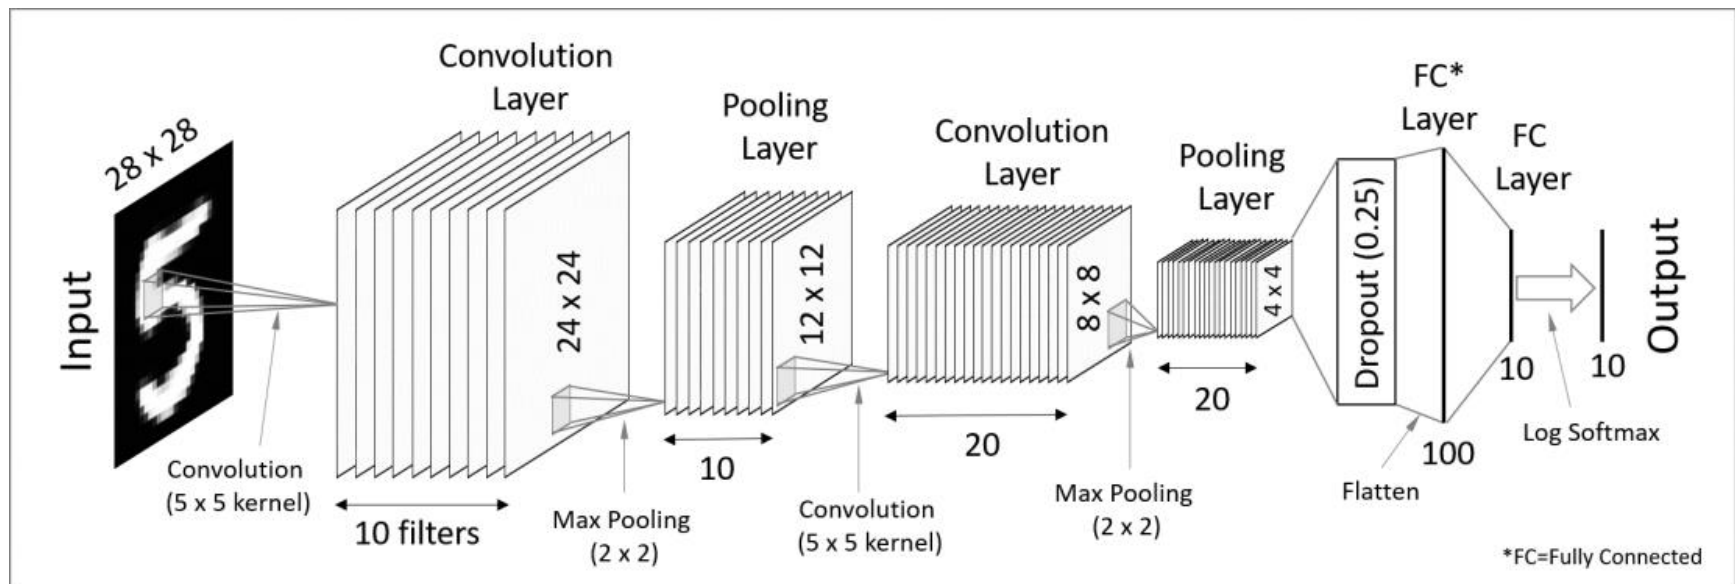 Input
28 x 28
Convolution
(5 x 5 kernel)
Convolution
Layer
24 x 24
10 filters
Max Pooling
(2 x 2)
Pooling
Layer
12 x 12
10
Convolution
(5 x 5 kernel)
Convolution
Layer
8 x 8
20
Max Pooling
(2 x 2)
Pooling
Layer
4 x 4
20
Dropout (0.25)
Flatten
FC*
Layer
100
FC
Layer
10
Log Softmax
10
Output
*FC=Fully Connected